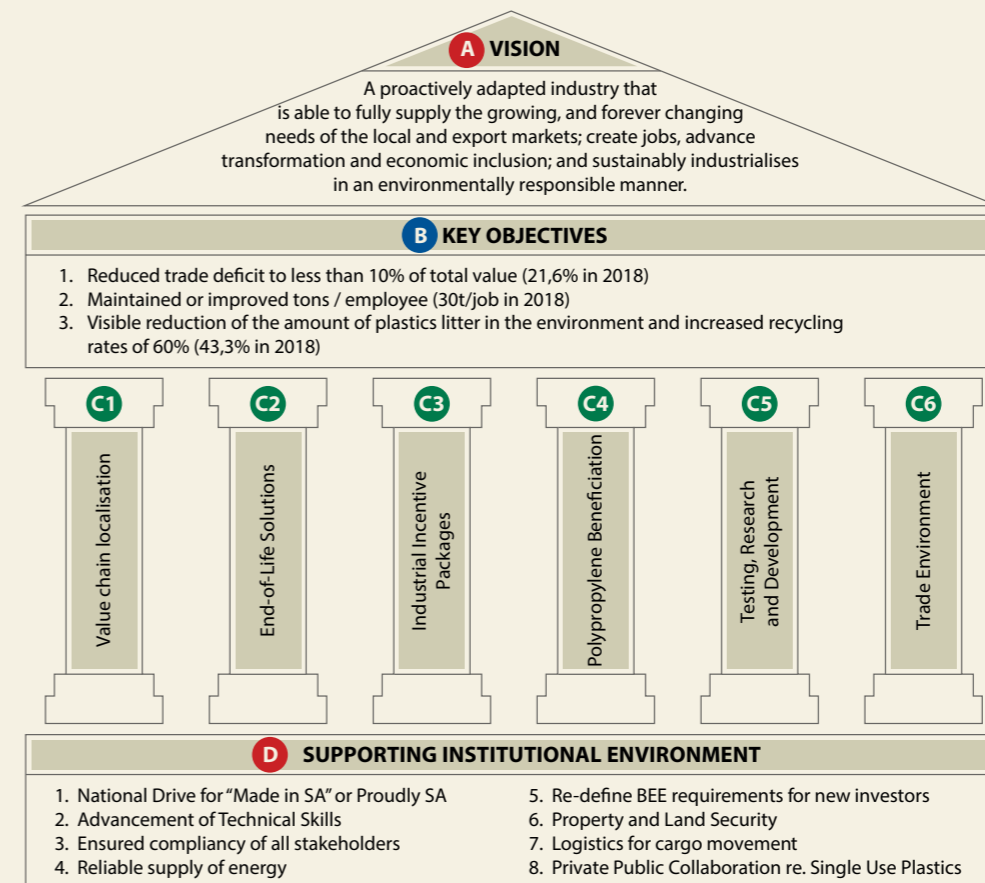 A VISION
A proactively adapted industry that
is able to fully supply the growing, and forever changing
needs of the local and export markets; create jobs, advance
transformation and economic inclusion; and sustainably industrialises
in an environmentally responsible manner.
B KEY OBJECTIVES
1. Reduced trade deficit to less than 10% of total value (21,6% in 2018)
2. Maintained or improved tons / employee (30t/job in 2018)
3. Visible reduction of the amount of plastics litter in the environment and increased recycling
rates of 60% (43,3% in 2018)
C1
Value chain localisation
C2
End-of-Life Solutions
C3
Industrial Incentive
Packages
C4
Polypropylene Beneficiation
C5
Testing, Research
and Development
C6
Trade Environment
D SUPPORTING INSTITUTIONAL ENVIRONMENT
1. National Drive for “Made in SA” or Proudly SA
2. Advancement of Technical Skills
3. Ensured compliancy of all stakeholders
4. Reliable supply of energy
5. Re-define BEE requirements for new investors
6. Property and Land Security
7. Logistics for cargo movement
8. Private Public Collaboration re. Single Use Plastics